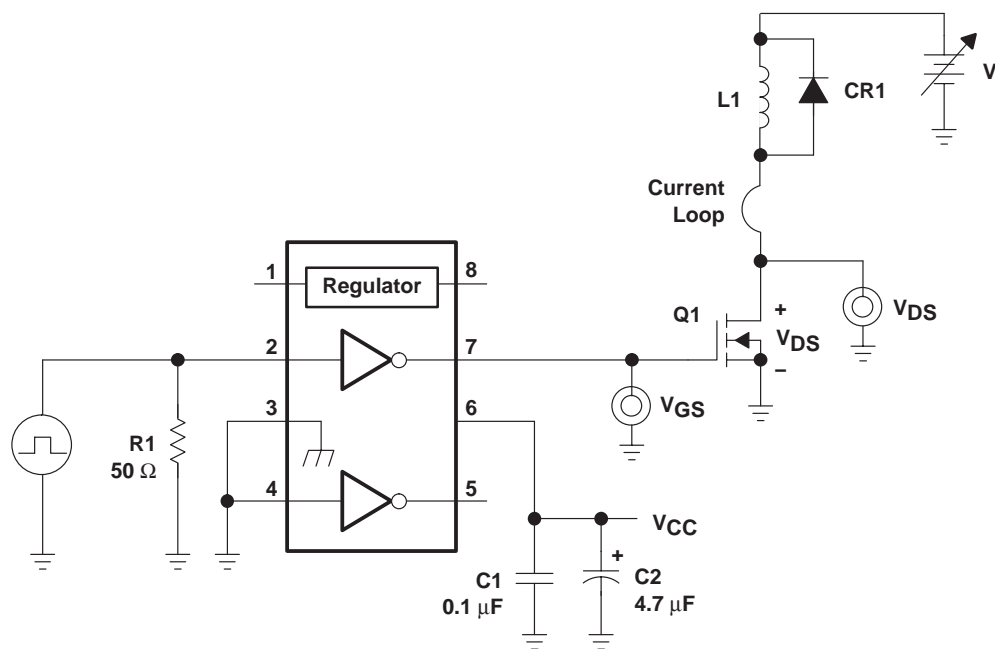 L1
CR1
V
Current
Loop
1
Regulator
8
Q1
+
VDS
–
VDS
2
7
3
6
VGS
R1
50 Ω
4
5
VCC
+
C1
0.1 μF
C2
4.7 μF